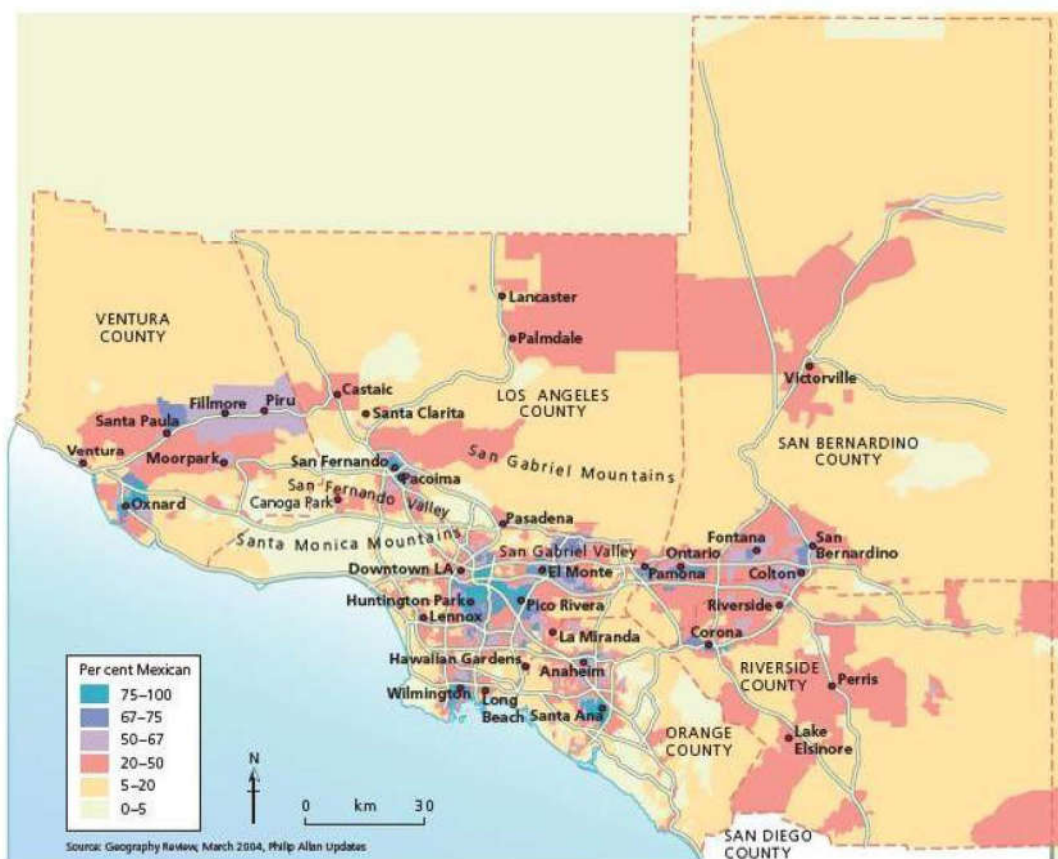 Lancaster
VENTURA
COUNTY
Palmdale
Victorville
Castaic
LOS ANGELES
COUNTY
Fillmore
Piru
Santa Paula
Santa Clarita
SAN BERNARDINO
COUNTY
Ventura
Moorpark
San Fernando
San Gabriel Mountains
Pacoima
San Fernando Valley
Canoga Park
Oxnard
Pasadena
Santa Monica Mountains
Fontana
San
Bernardino
San Gabriel Valley
Ontario
Downtown LA
El Monte
Pamona
Colton
Huntington Park
Pico Rivera
Riverside
Lennox
La Miranda
Corona
Hawaiian Gardens
Anaheim
RIVERSIDE
COUNTY
Perris
Wilmington
Long
Beach
Santa Ana
ORANGE
COUNTY
Lake
Elsinore
SAN DIEGO
COUNTY
Per cent Mexican
75–100
67–75
50–67
20–50
5–20
0–5
N
0 km 30
Source: Geography Review, March 2004, Philip Allan Updates